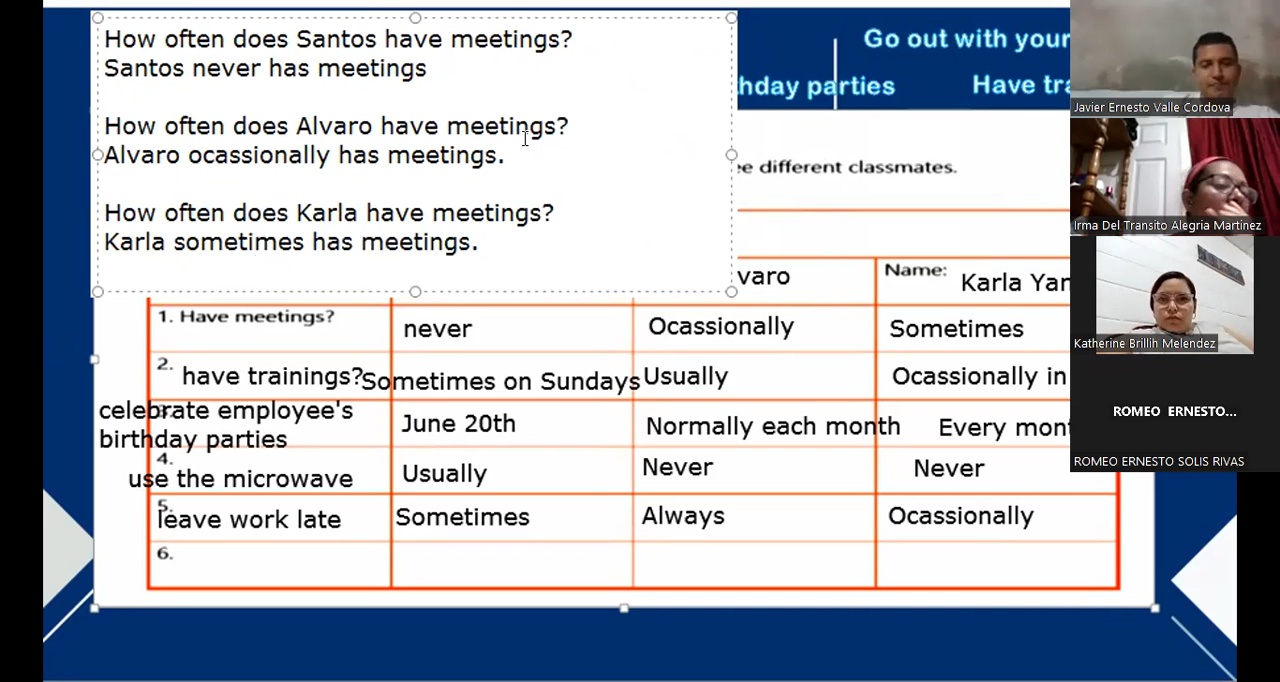 How often does Santos have meetings?
Santos never has meetings
How often does Alvaro have meetings?
Alvaro ocassionally has meetings.
How often does Karla have meetings?
Karla sometimes has meetings.
Go out with your
hday parties
Have tra
ee different classmates.
varo
Name: Karla Yan
1. Have meetings?
never
Ocassionally
Sometimes
2. have trainings?
Sometimes on Sundays
Usually
Ocassionally in
3. celebrate employee's
birthday parties
June 20th
Normally each month
Every mont
4. use the microwave
Usually
Never
Never
5. leave work late
Sometimes
Always
Ocassionally
6.
Javier Ernesto Valle Cordova
Irma Del Transito Alegria Martinez
Katherine Brillih Melendez
ROMEO ERNESTO...
ROMEO ERNESTO SOLIS RIVAS